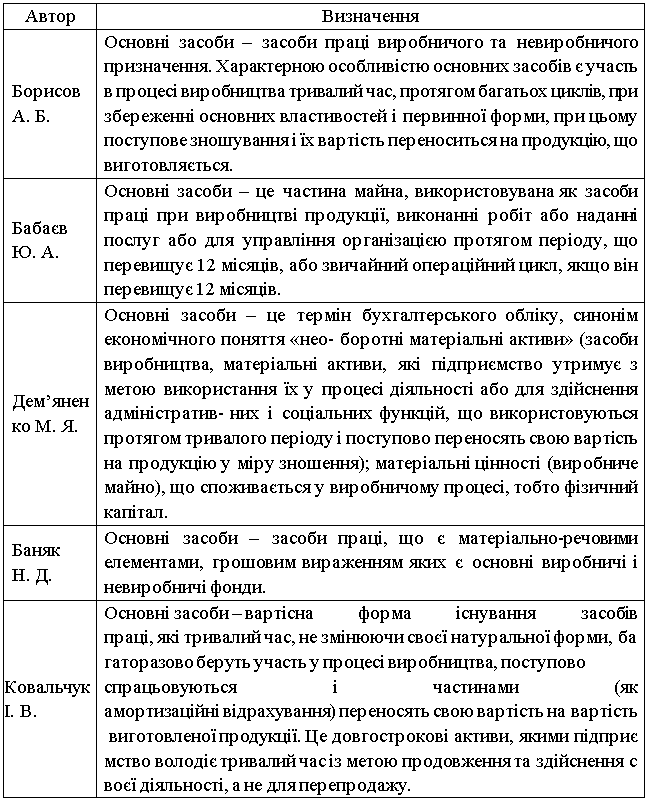 Автор Визначення
Борисов
А. Б.
Основні засоби – засоби праці виробничого та невиробничого
призначення. Характерною особливістю основних засобів є участь
в процесі виробництва тривалий час, протягом багатьох циклів, при
збереженні основних властивостей і первинної форми, при цьому
поступове зношування і їх вартість переноситься на продукцію, що
виготовляється.
Бабаєв
Ю. А.
Основні засоби – це частина майна, використовувана як засоби
праці при виробництві продукції, виконанні робіт або наданні
послуг або для управління організацією протягом періоду, що
перевищує 12 місяців, або звичайний операційний цикл, якщо він
перевищує 12 місяців.
Дем’янен
ко М. Я.
Основні засоби – це термін бухгалтерського обліку, синонім
економічного поняття «нео- боротні матеріальні активи» (засоби
виробництва, матеріальні активи, які підприємство утримує з
метою використання їх у процесі діяльності або для здійснення
адміністратив- них і соціальних функцій, що використовуються
протягом тривалого періоду і поступово переносять свою вартість
на продукцію у міру зношення); матеріальні цінності (виробниче
майно), що споживається у виробничому процесі, тобто фізичний
капітал.
Баняк
Н. Д.
Основні засоби – засоби праці, що є матеріально-речовими
елементами, грошовим вираженням яких є основні виробничі і
невиробничі фонди.
Ковальчук
І. В.
Основні засоби – вартісна форма існування засобів
праці, які тривалий час, не змінюючи своєї натуральної форми, ба
гаторазово беруть участь у процесі виробництва, поступово
спрацьовуються і частинами (як
амортизаційні відрахування) переносять свою вартість на вартість
виготовленої продукції. Це довгострокові активи, якими підприє
мство володіє тривалий час із метою продовження та здійснення с
воєї діяльності, а не для перепродажу.